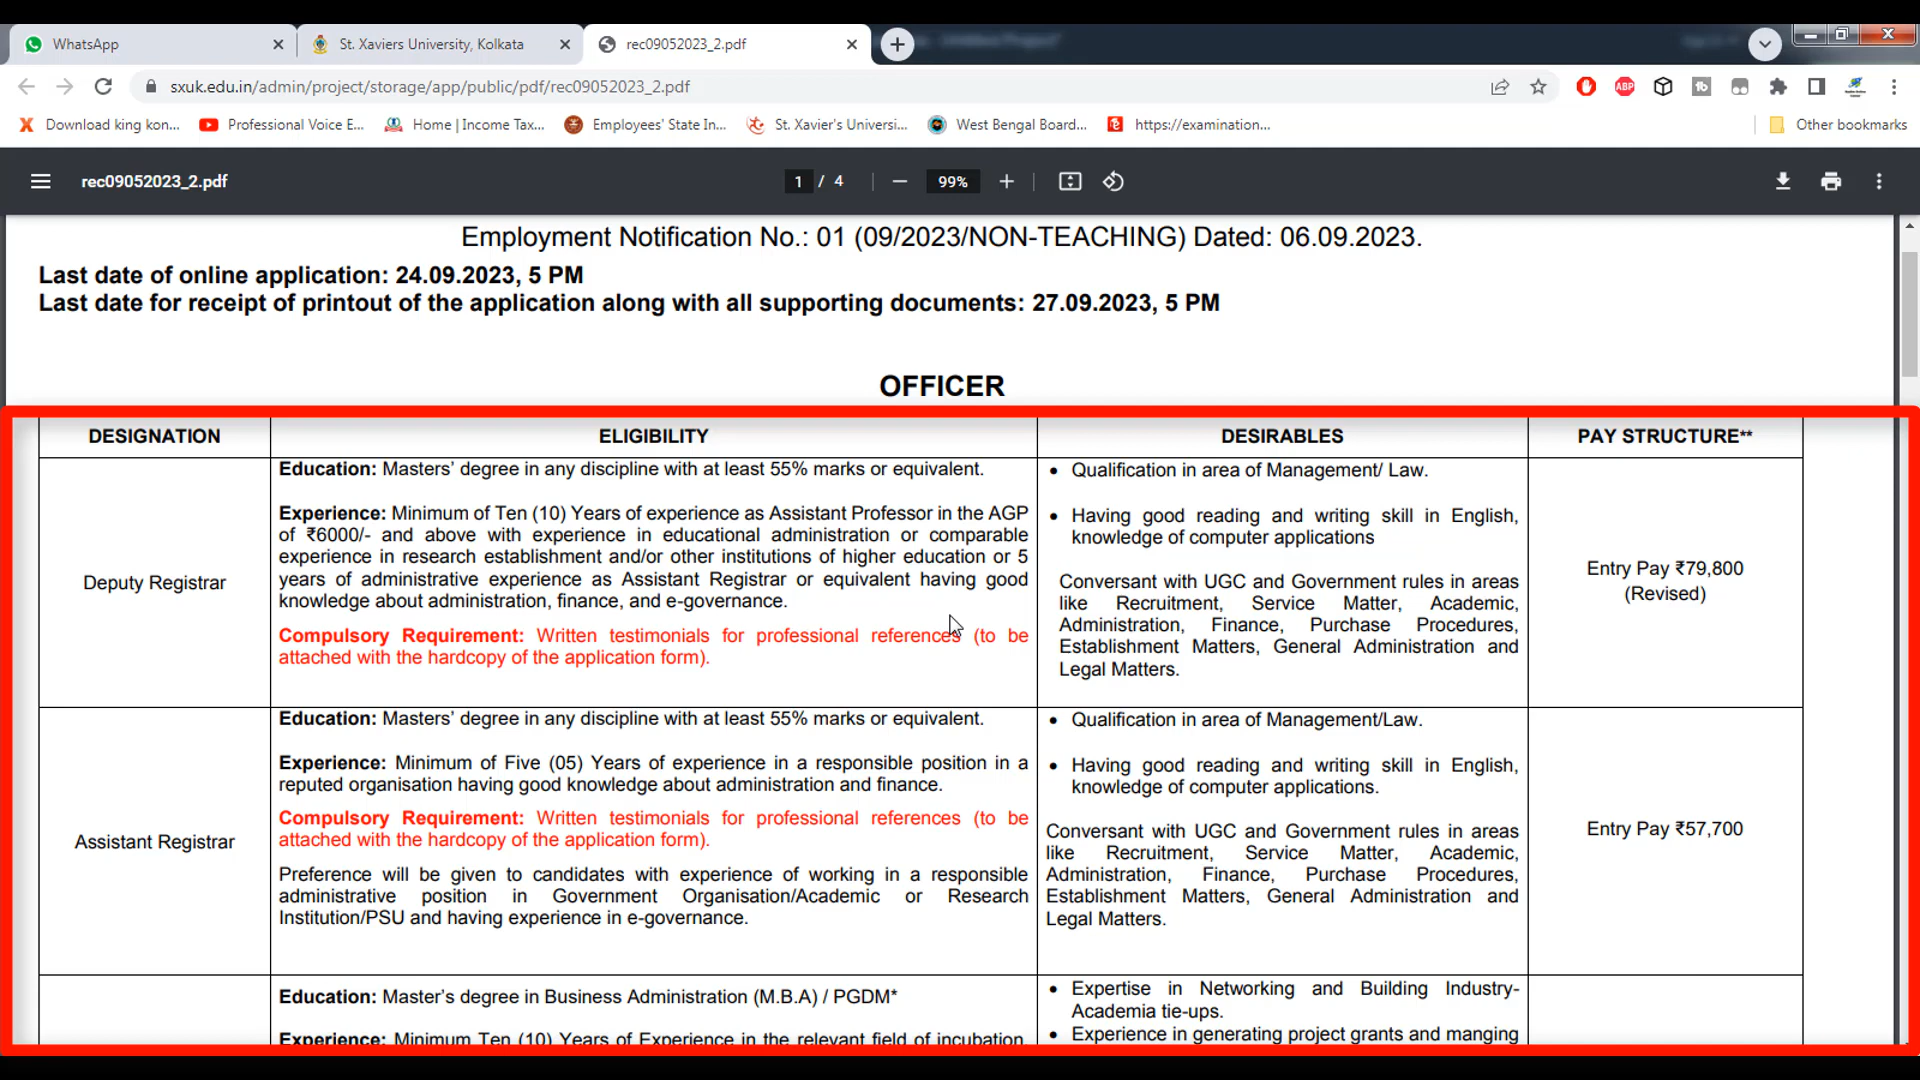 WhatsApp
St. Xaviers University, Kolkata
rec09052023_2.pdf
sxuk.edu.in/admin/project/storage/app/public/pdf/rec09052023_2.pdf
ABP
tb
Download king kon...
Professional Voice E...
Home | Income Tax...
Employees' State In...
St. Xavier's Universi...
West Bengal Board...
https://examination...
Other bookmarks
rec09052023_2.pdf
1 / 4
99%
Employment Notification No.: 01 (09/2023/NON-TEACHING) Dated: 06.09.2023.
Last date of online application: 24.09.2023, 5 PM
Last date for receipt of printout of the application along with all supporting documents: 27.09.2023, 5 PM
OFFICER
DESIGNATION
ELIGIBILITY
DESIRABLES
PAY STRUCTURE**
Deputy Registrar
Education: Masters' degree in any discipline with at least 55% marks or equivalent.
Experience: Minimum of Ten (10) Years of experience as Assistant Professor in the AGP
of ₹6000/- and above with experience in educational administration or comparable
experience in research establishment and/or other institutions of higher education or 5
years of administrative experience as Assistant Registrar or equivalent having good
knowledge about administration, finance, and e-governance.
Compulsory Requirement: Written testimonials for professional references (to be
attached with the hardcopy of the application form).
• Qualification in area of Management/ Law.
• Having good reading and writing skill in English,
knowledge of computer applications
Conversant with UGC and Government rules in areas
like Recruitment, Service Matter, Academic,
Administration, Finance, Purchase Procedures,
Establishment Matters, General Administration and
Legal Matters.
Entry Pay ₹79,800
(Revised)
Assistant Registrar
Education: Masters' degree in any discipline with at least 55% marks or equivalent.
Experience: Minimum of Five (05) Years of experience in a responsible position in a
reputed organisation having good knowledge about administration and finance.
Compulsory Requirement: Written testimonials for professional references (to be
attached with the hardcopy of the application form).
Preference will be given to candidates with experience of working in a responsible
administrative position in Government Organisation/Academic or Research
Institution/PSU and having experience in e-governance.
• Qualification in area of Management/Law.
• Having good reading and writing skill in English,
knowledge of computer applications.
Conversant with UGC and Government rules in areas
like Recruitment, Service Matter, Academic,
Administration, Finance, Purchase Procedures,
Establishment Matters, General Administration and
Legal Matters.
Entry Pay ₹57,700
Education: Master's degree in Business Administration (M.B.A) / PGDM*
Experience: Minimum Ten (10) Years of Experience in the relevant field of incubation,
• Expertise in Networking and Building Industry-
Academia tie-ups.
• Experience in generating project grants and manging